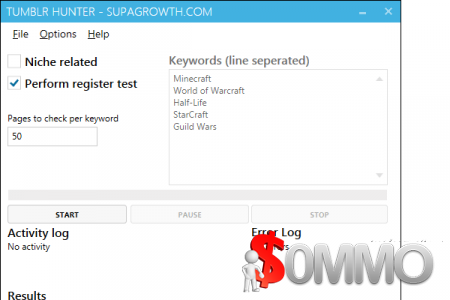 TUMBLR HUNTER - SUPAGROWTH.COM
File Options Help
Niche related
Perform register test
Keywords (line seperated)
Minecraft
World of Warcraft
Half-Life
StarCraft
Guild Wars
Pages to check per keyword
50
START PAUSE STOP
Activity log
No activity
Error Log
$OMMO
Results